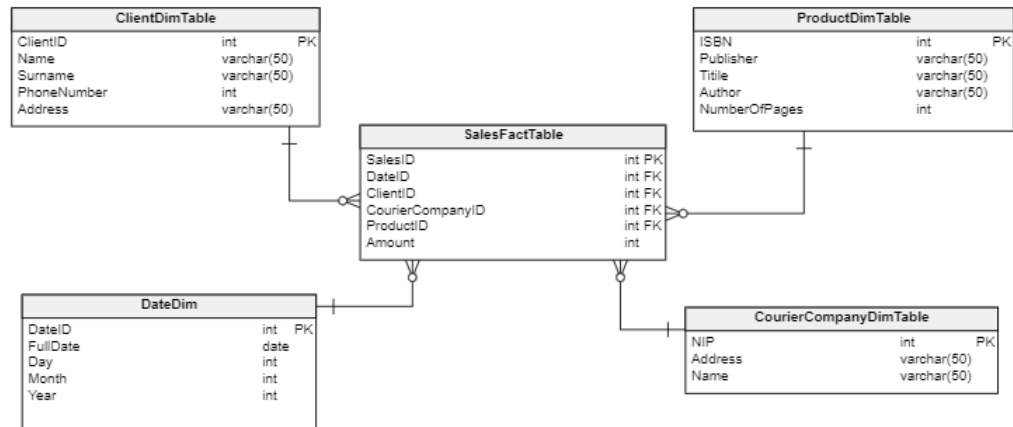 ClientDimTable
ClientID int PK
Name varchar(50)
Surname varchar(50)
PhoneNumber int
Address varchar(50)
ProductDimTable
ISBN int PK
Publisher varchar(50)
Titile varchar(50)
Author varchar(50)
NumberOfPages int
SalesFactTable
SalesID int PK
DateID int FK
ClientID int FK
CourierCompanyID int FK
ProductID int FK
Amount int
DateDim
DateID int PK
FullDate date
Day int
Month int
Year int
CourierCompanyDimTable
NIP int PK
Address varchar(50)
Name varchar(50)